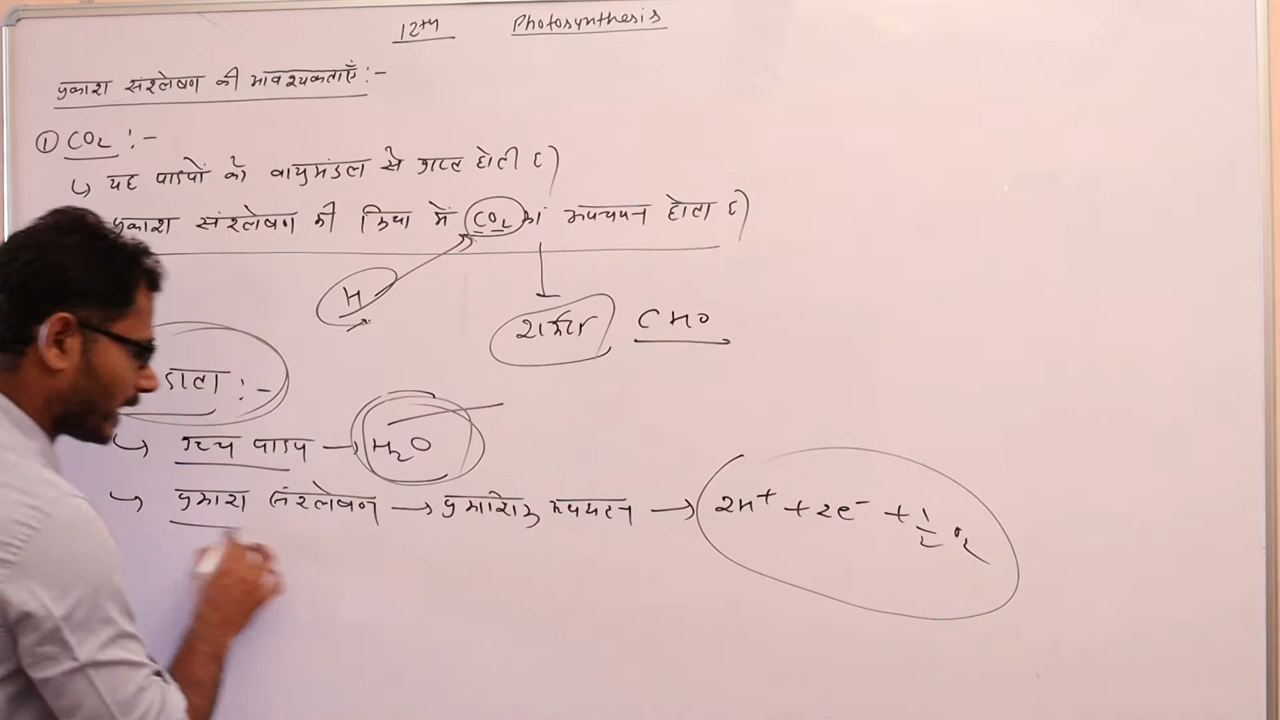 12th Photosynthesis
प्रकाश संश्लेषण की आवश्यकताएँ :-
① CO₂ :-
↳ यह पादपों को वायुमंडल से प्राप्त होती है)
प्रकाश संश्लेषण की क्रिया में CO₂ का अपचयन होता है)
H
शर्करा CHO
दाता :-
↳ उच्च पादप → H₂O
↳ प्रकाश संश्लेषण → प्रकाशिक अपघटन → 2H⁺ + 2e⁻ + 1/2 O₂